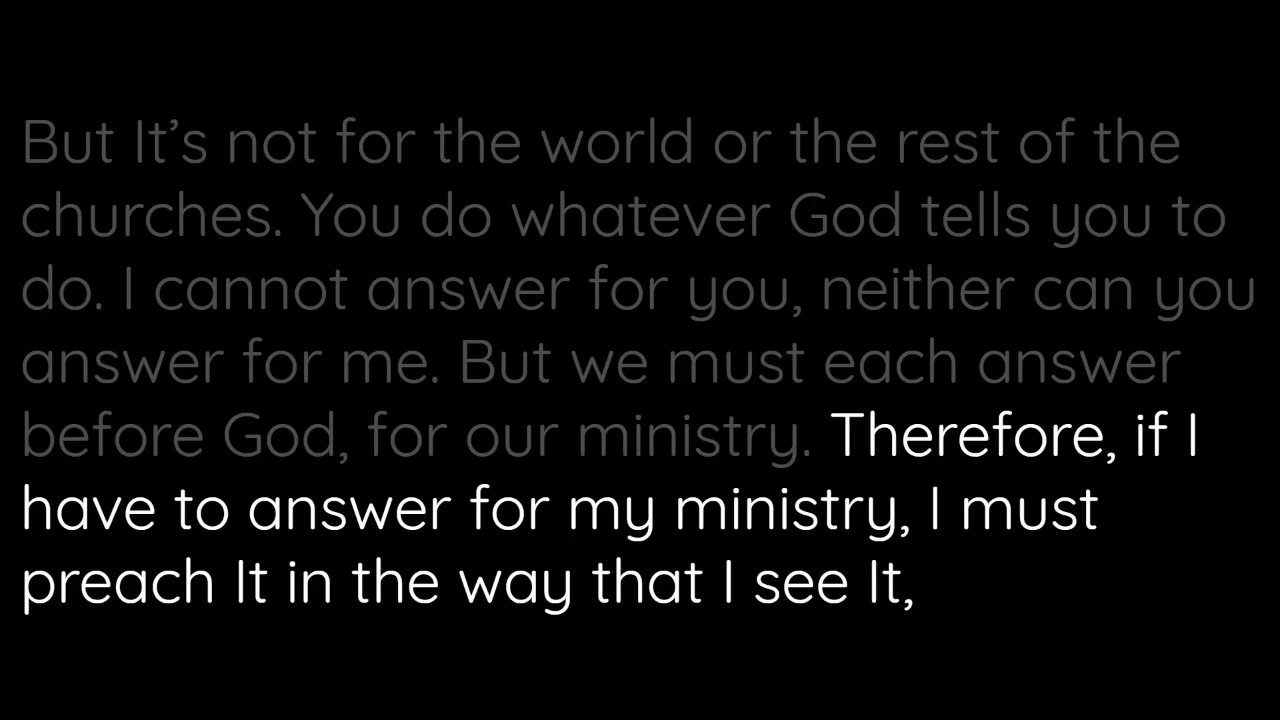 But It’s not for the world or the rest of the
churches. You do whatever God tells you to
do. I cannot answer for you, neither can you
answer for me. But we must each answer
before God, for our ministry. Therefore, if I
have to answer for my ministry, I must
preach It in the way that I see It,